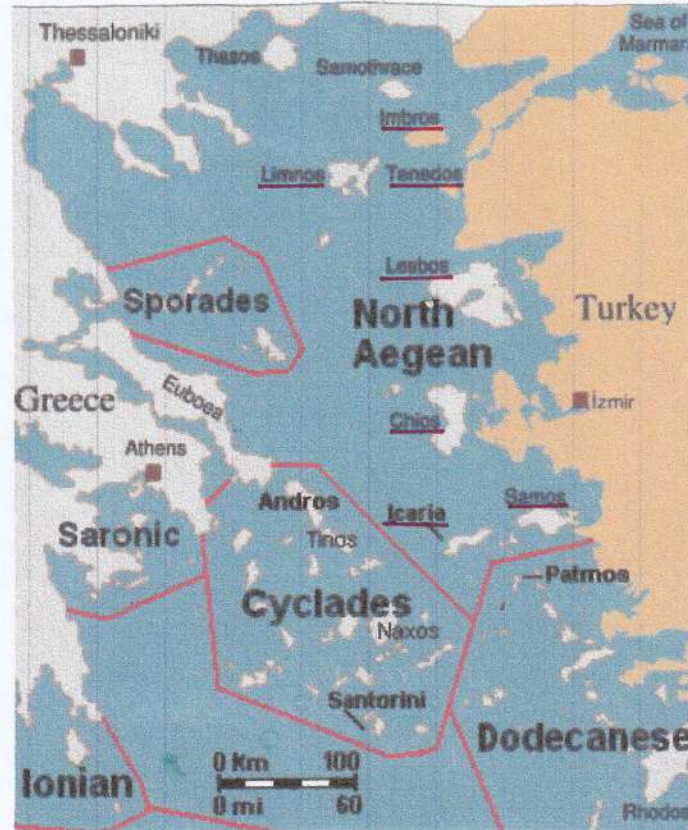 Thessaloniki
Sea of
Marmar
Thasos
Samothrace
Imbros
Limnos
Tenedos
Lesbos
Sporades
North
Aegean
Turkey
Greece
Euboea
Chios
İzmir
Athens
Andros
Icaria
Samos
Saronic
Tinos
Patmos
Cyclades
Naxos
Santorini
Dodecanese
0 Km 100
0 mi 60
Ionian
Rhodos